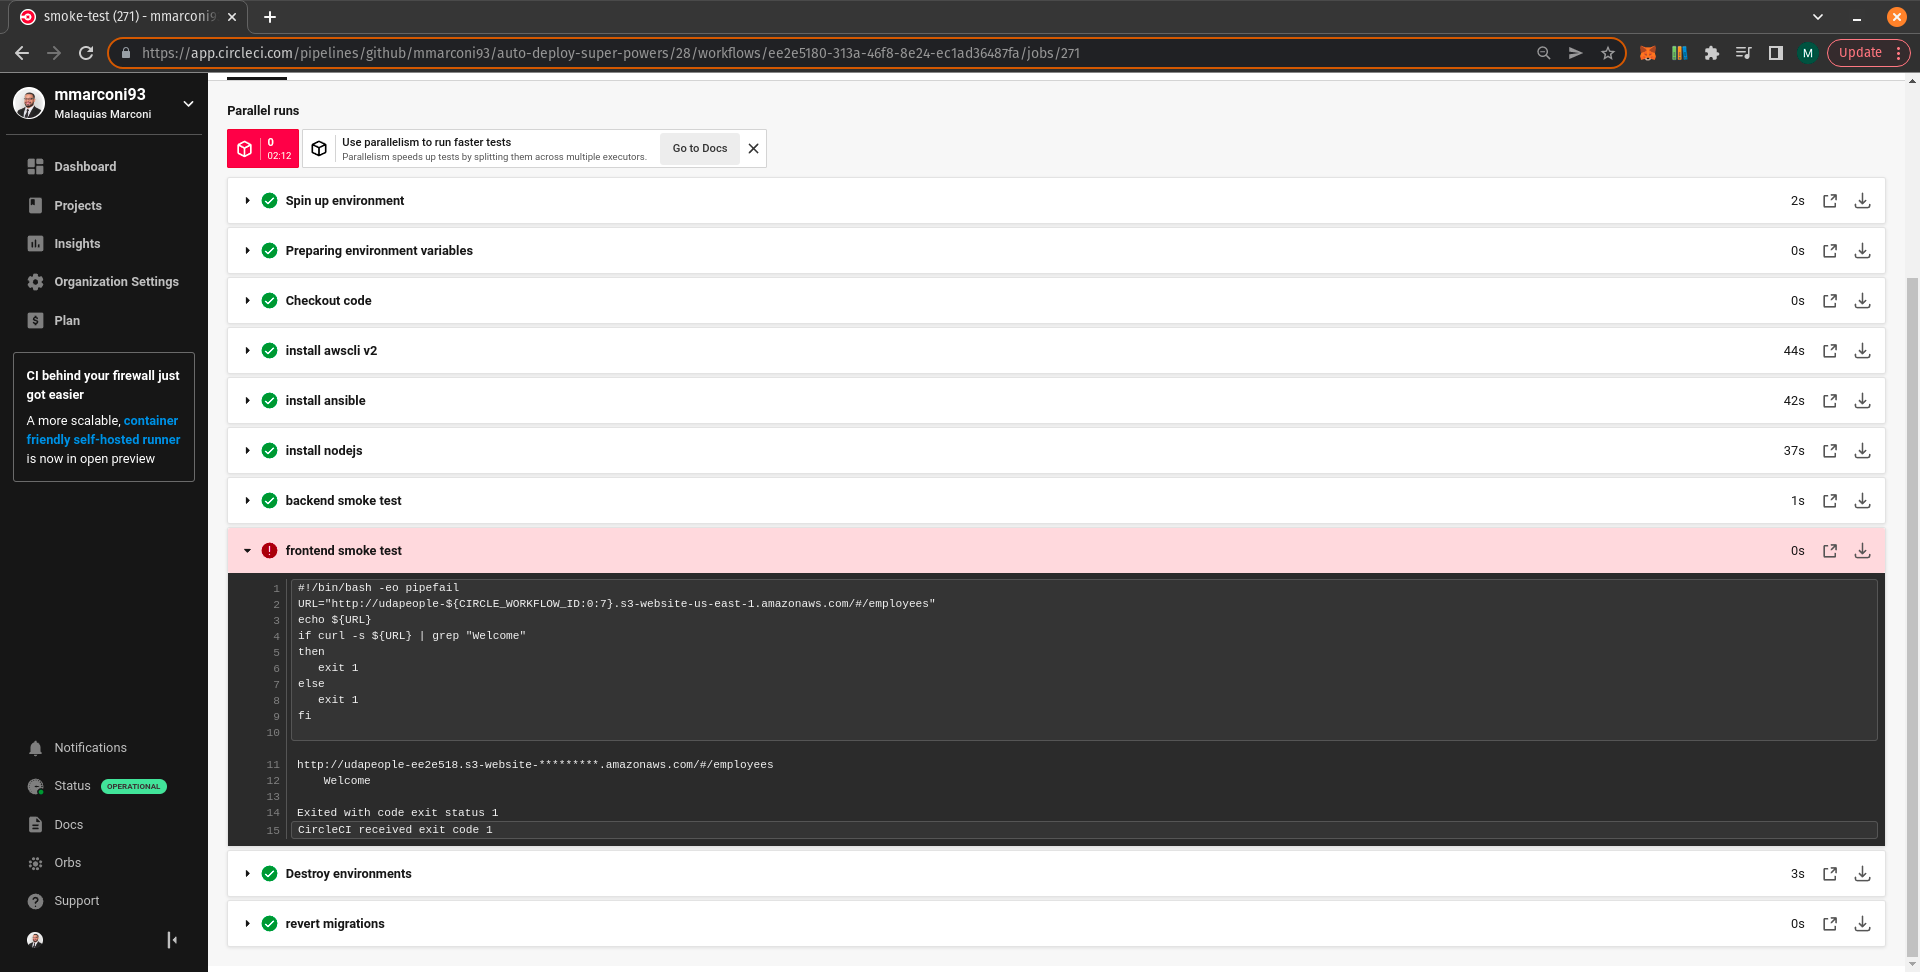 smoke-test (271) - mmarconi9
https://app.circleci.com/pipelines/github/mmarconi93/auto-deploy-super-powers/28/workflows/ee2e5180-313a-46f8-8e24-ec1ad36487fa/jobs/271
M
Update
mmarconi93
Malaquias Marconi
Dashboard
Projects
Insights
Organization Settings
Plan
CI behind your firewall just
got easier
A more scalable, container
friendly self-hosted runner
is now in open preview
Notifications
Status OPERATIONAL
Docs
Orbs
Support
Parallel runs
0
02:12
Use parallelism to run faster tests
Parallelism speeds up tests by splitting them across multiple executors.
Go to Docs
Spin up environment 2s
Preparing environment variables 0s
Checkout code 0s
install awscli v2 44s
install ansible 42s
install nodejs 37s
backend smoke test 1s
frontend smoke test 0s
1 #!/bin/bash -eo pipefail
2 URL="http://udapeople-${CIRCLE_WORKFLOW_ID:0:7}.s3-website-us-east-1.amazonaws.com/#/employees"
3 echo ${URL}
4 if curl -s ${URL} | grep "Welcome"
5 then
6 exit 1
7 else
8 exit 1
9 fi
10
11 http://udapeople-ee2e518.s3-website-*********.amazonaws.com/#/employees
12 Welcome
13
14 Exited with code exit status 1
15 CircleCI received exit code 1
Destroy environments 3s
revert migrations 0s